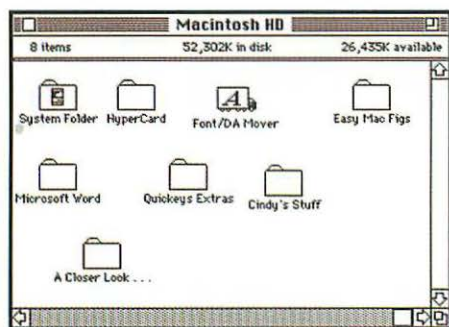 Macintosh HD
8 items 52,302K in disk 26,435K available
System Folder HyperCard Font/DA Mover Easy Mac Figs
Microsoft Word Quickeys Extras Cindy's Stuff
A Closer Look . . .